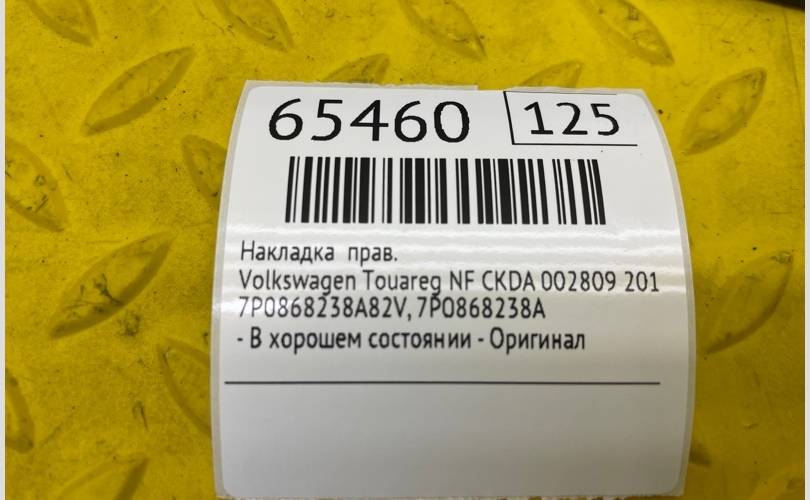 65460 125
Накладка прав.
Volkswagen Touareg NF CKDA 002809 201
7P0868238A82V, 7P0868238A
- В хорошем состоянии - Оригинал